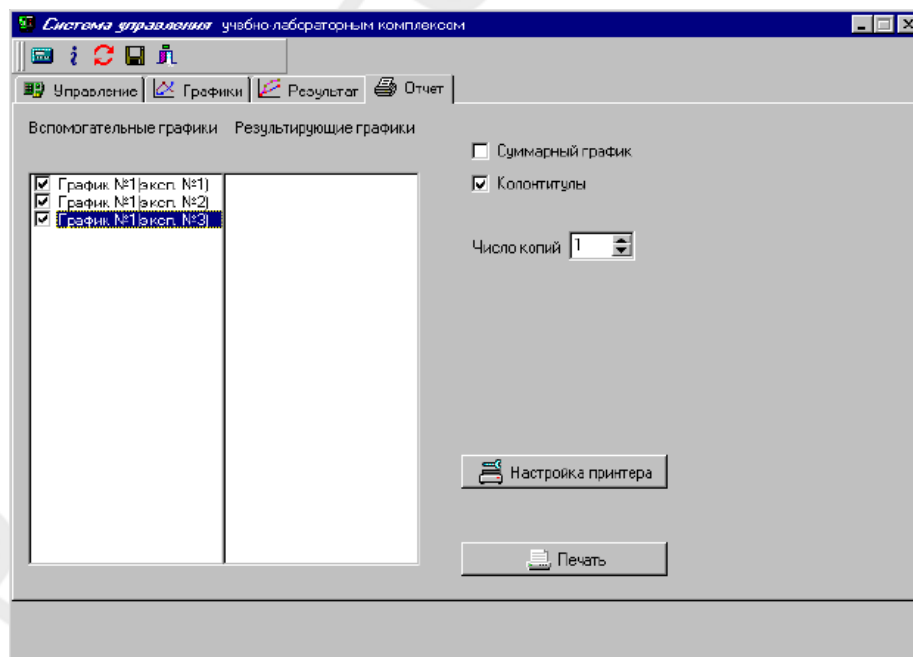 Система управления учебно-лабораторным комплексом
Управление Графики Результат Отчет
Вспомогательные графики Результирующие графики
График №1(эксп. №1)
График №1(эксп. №2)
График №1(эксп. №3)
Суммарный график
Колонтитулы
Число копий 1
Настройка принтера
Печать